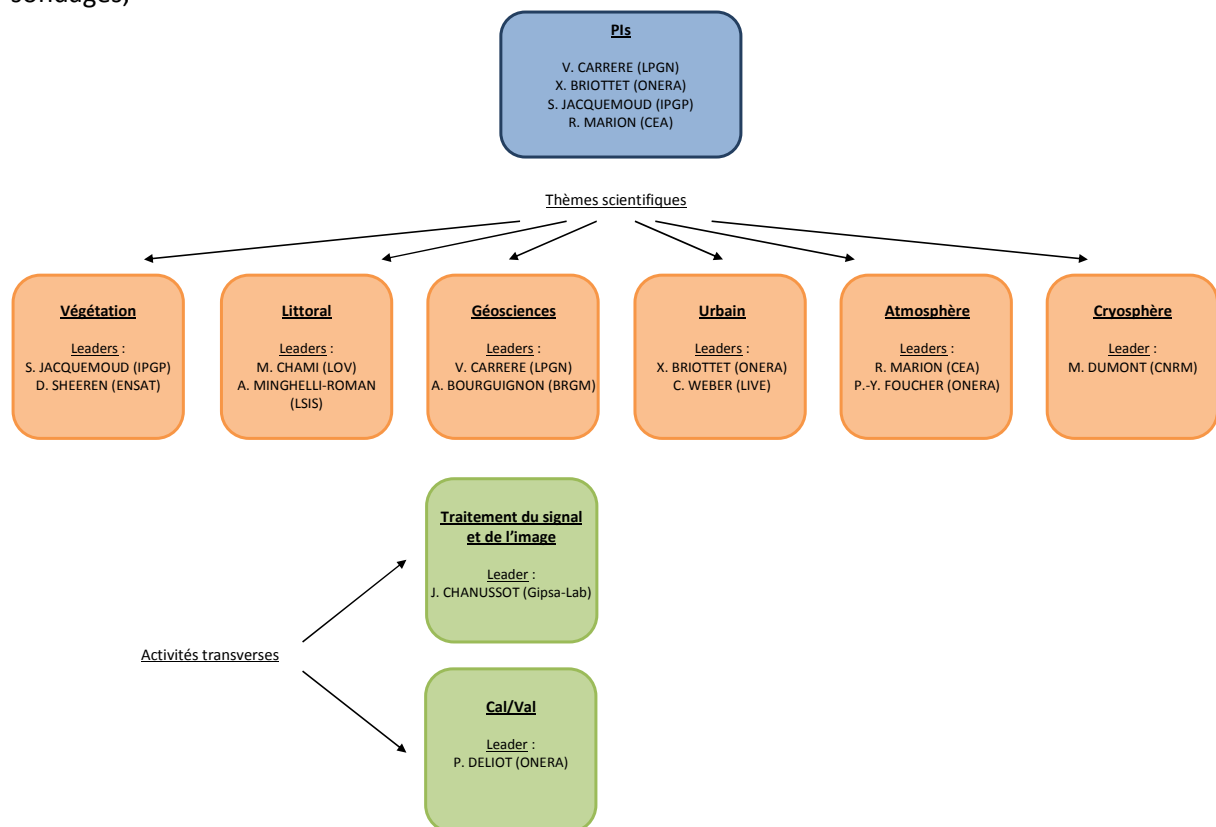 sondages,
PIs
V. CARRERE (LPGN)
X. BRIOTTET (ONERA)
S. JACQUEMOUD (IPGP)
R. MARION (CEA)
Thèmes scientifiques
Végétation
Leaders :
S. JACQUEMOUD (IPGP)
D. SHEEREN (ENSAT)
Littoral
Leaders :
M. CHAMI (LOV)
A. MINGHELLI-ROMAN
(LSIS)
Géosciences
Leaders :
V. CARRERE (LPGN)
A. BOURGUIGNON (BRGM)
Urbain
Leaders :
X. BRIOTTET (ONERA)
C. WEBER (LIVE)
Atmosphère
Leaders :
R. MARION (CEA)
P.-Y. FOUCHER (ONERA)
Cryosphère
Leader :
M. DUMONT (CNRM)
Traitement du signal
et de l'image
Leader :
J. CHANUSSOT (Gipsa-Lab)
Activités transverses
Cal/Val
Leader :
P. DELIOT (ONERA)